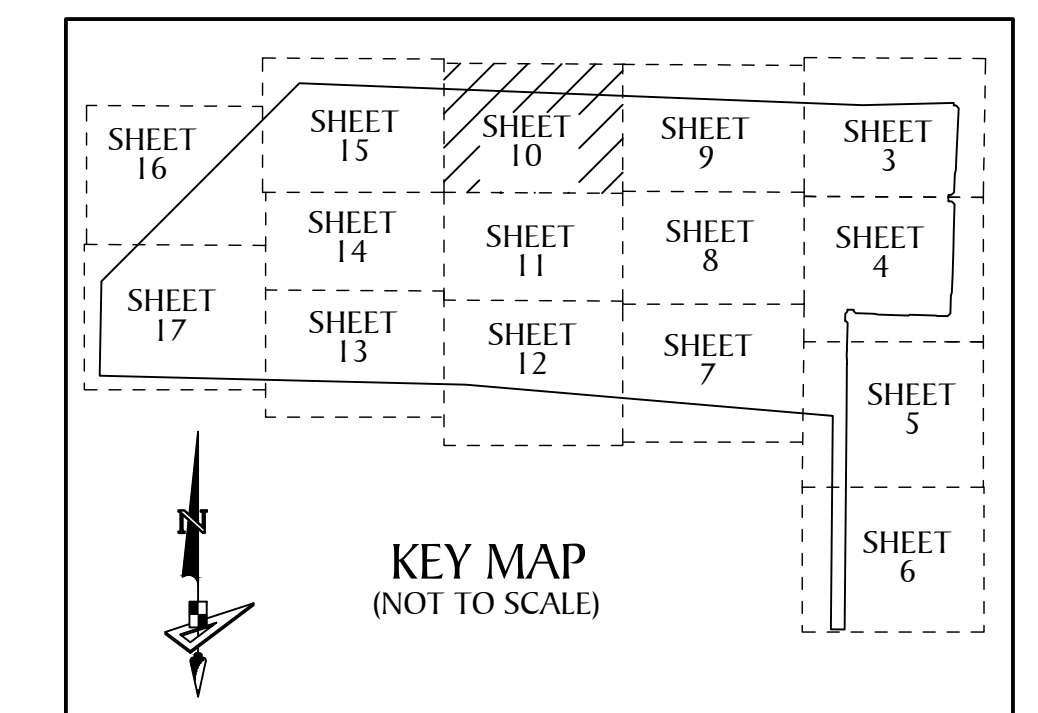 SHEET
16
SHEET
15
SHEET
10
SHEET
9
SHEET
3
SHEET
14
SHEET
11
SHEET
8
SHEET
4
SHEET
17
SHEET
13
SHEET
12
SHEET
7
SHEET
5
SHEET
6
N
KEY MAP
(NOT TO SCALE)